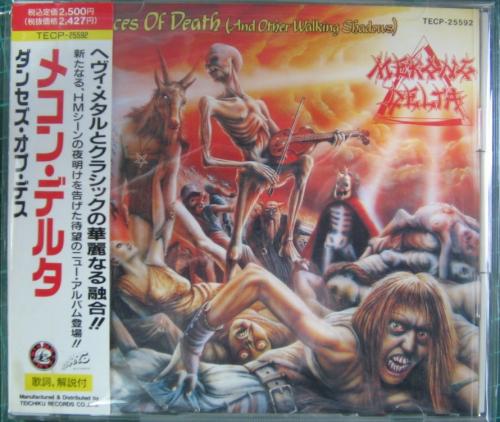 税込定価2,500円
(税抜価格2,427円)
TECP-25592
メコン・デルタ
ダンセズ・オブ・デス
ヘヴィ・メタルとクラシックの華麗なる融合!!
新たなる、HMシーンの夜明けを告げた待望のニュー・アルバム登場!!
歌詞、解説付
Manufactured & Distributed by
TEICHIKU RECORDS CO.,
ces Of Death (And Other Walking Shadows)
TECP-25592
MEKONG
DELTA